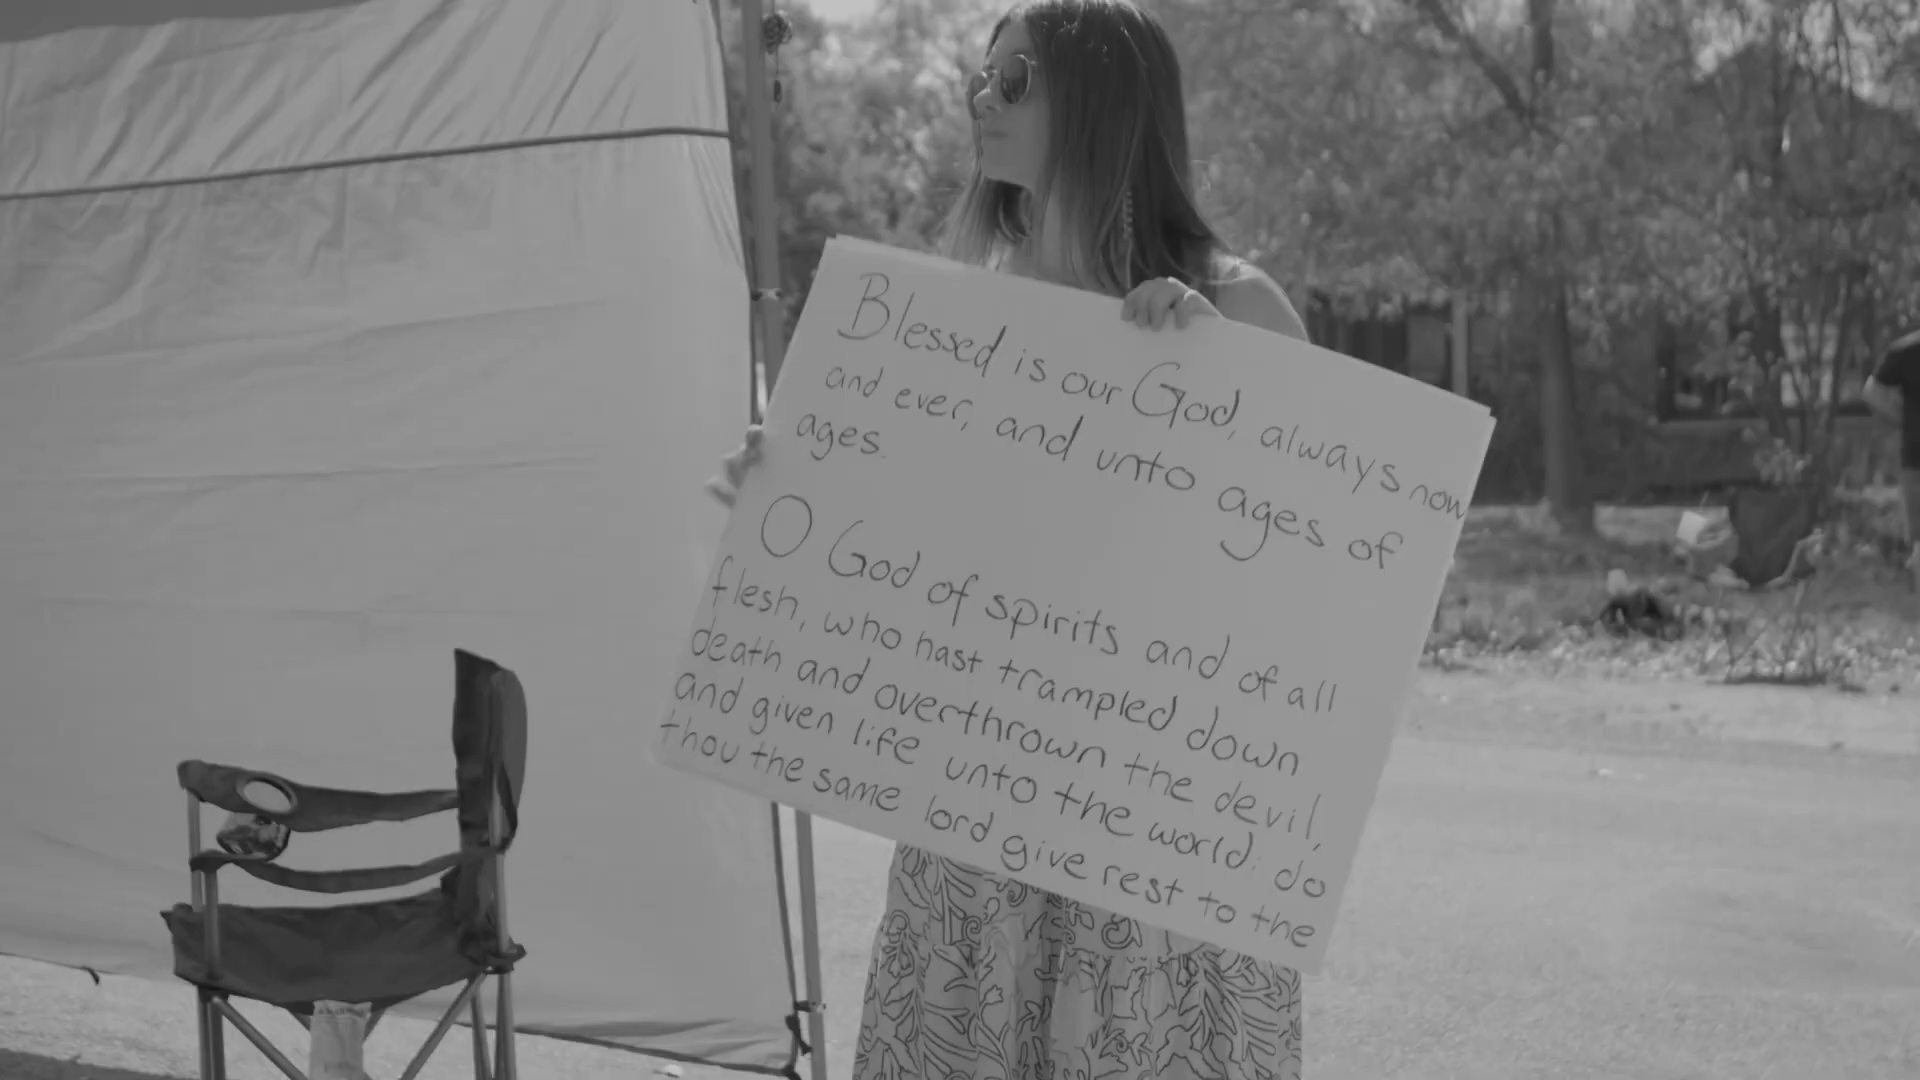 Blessed is our God, always now
and ever, and unto ages of
ages.
O God of spirits and of all
flesh, who hast trampled down
death and overthrown the devil,
and given life unto the world: do
thou the same lord give rest to the